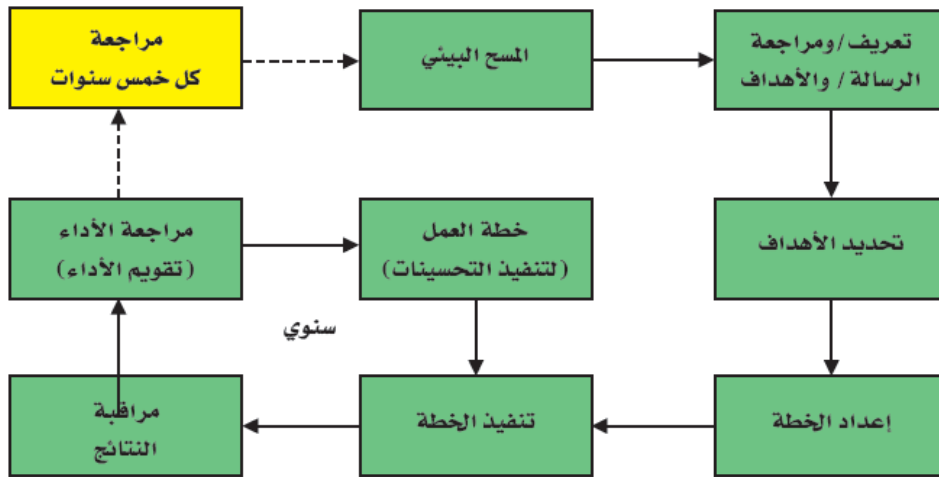 تعريف/ومراجعة
الرسالة/ والأهداف
المسح البيئي
مراجعة
كل خمس سنوات
تحديد الأهداف
خطة العمل
(لتنفيذ التحسينات)
مراجعة الأداء
(تقويم الأداء)
سنوي
إعداد الخطة
تنفيذ الخطة
مراقبة
النتائج